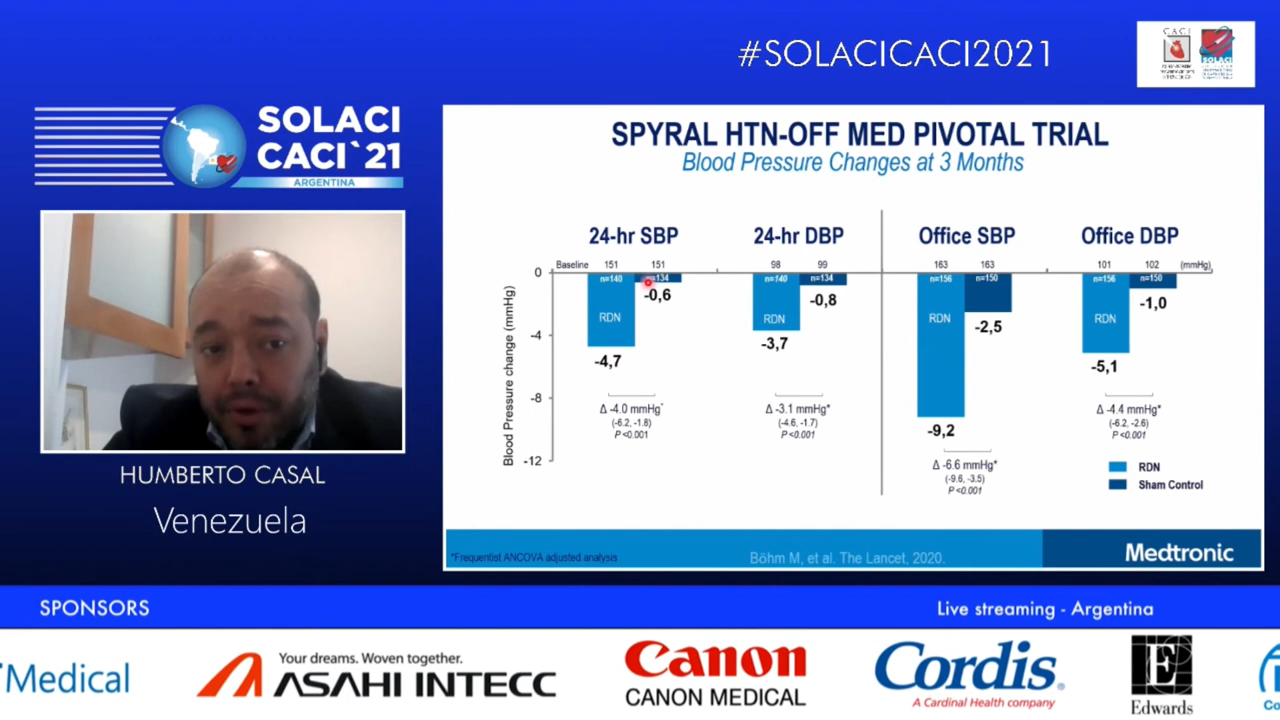 #SOLACICACI2021
CACI
SOLACI
SOLACI
CACI`21
ARGENTINA
HUMBERTO CASAL
Venezuela
SPYRAL HTN-OFF MED PIVOTAL TRIAL
Blood Pressure Changes at 3 Months
24-hr SBP 24-hr DBP Office SBP Office DBP
Baseline 151 151 98 99 163 163 101 102 (mmHg)
n=140 n=134 n=140 n=134 n=156 n=150 n=156 n=150
Blood Pressure change (mmHg)
0
-4
-8
-12
RDN RDN RDN RDN
-0,6 -0,8 -2,5 -1,0
-4,7 -3,7 -9,2 -5,1
Δ -4.0 mmHg* Δ -3.1 mmHg* Δ -4.4 mmHg*
(-6.2, -1.8) (-4.6, -1.7) (-6.2, -2.6)
P <0.001 P <0.001 P <0.001
Δ -6.6 mmHg*
(-9.6, -3.5)
P <0.001
RDN
Sham Control
*Frequentist ANCOVA adjusted analysis
Böhm M, et al. The Lancet, 2020.
Medtronic
SPONSORS
Live streaming - Argentina
Medical
Your dreams. Woven together.
ASAHI INTECC
Canon
CANON MEDICAL
Cordis®
A Cardinal Health company
E
Edwards
Co